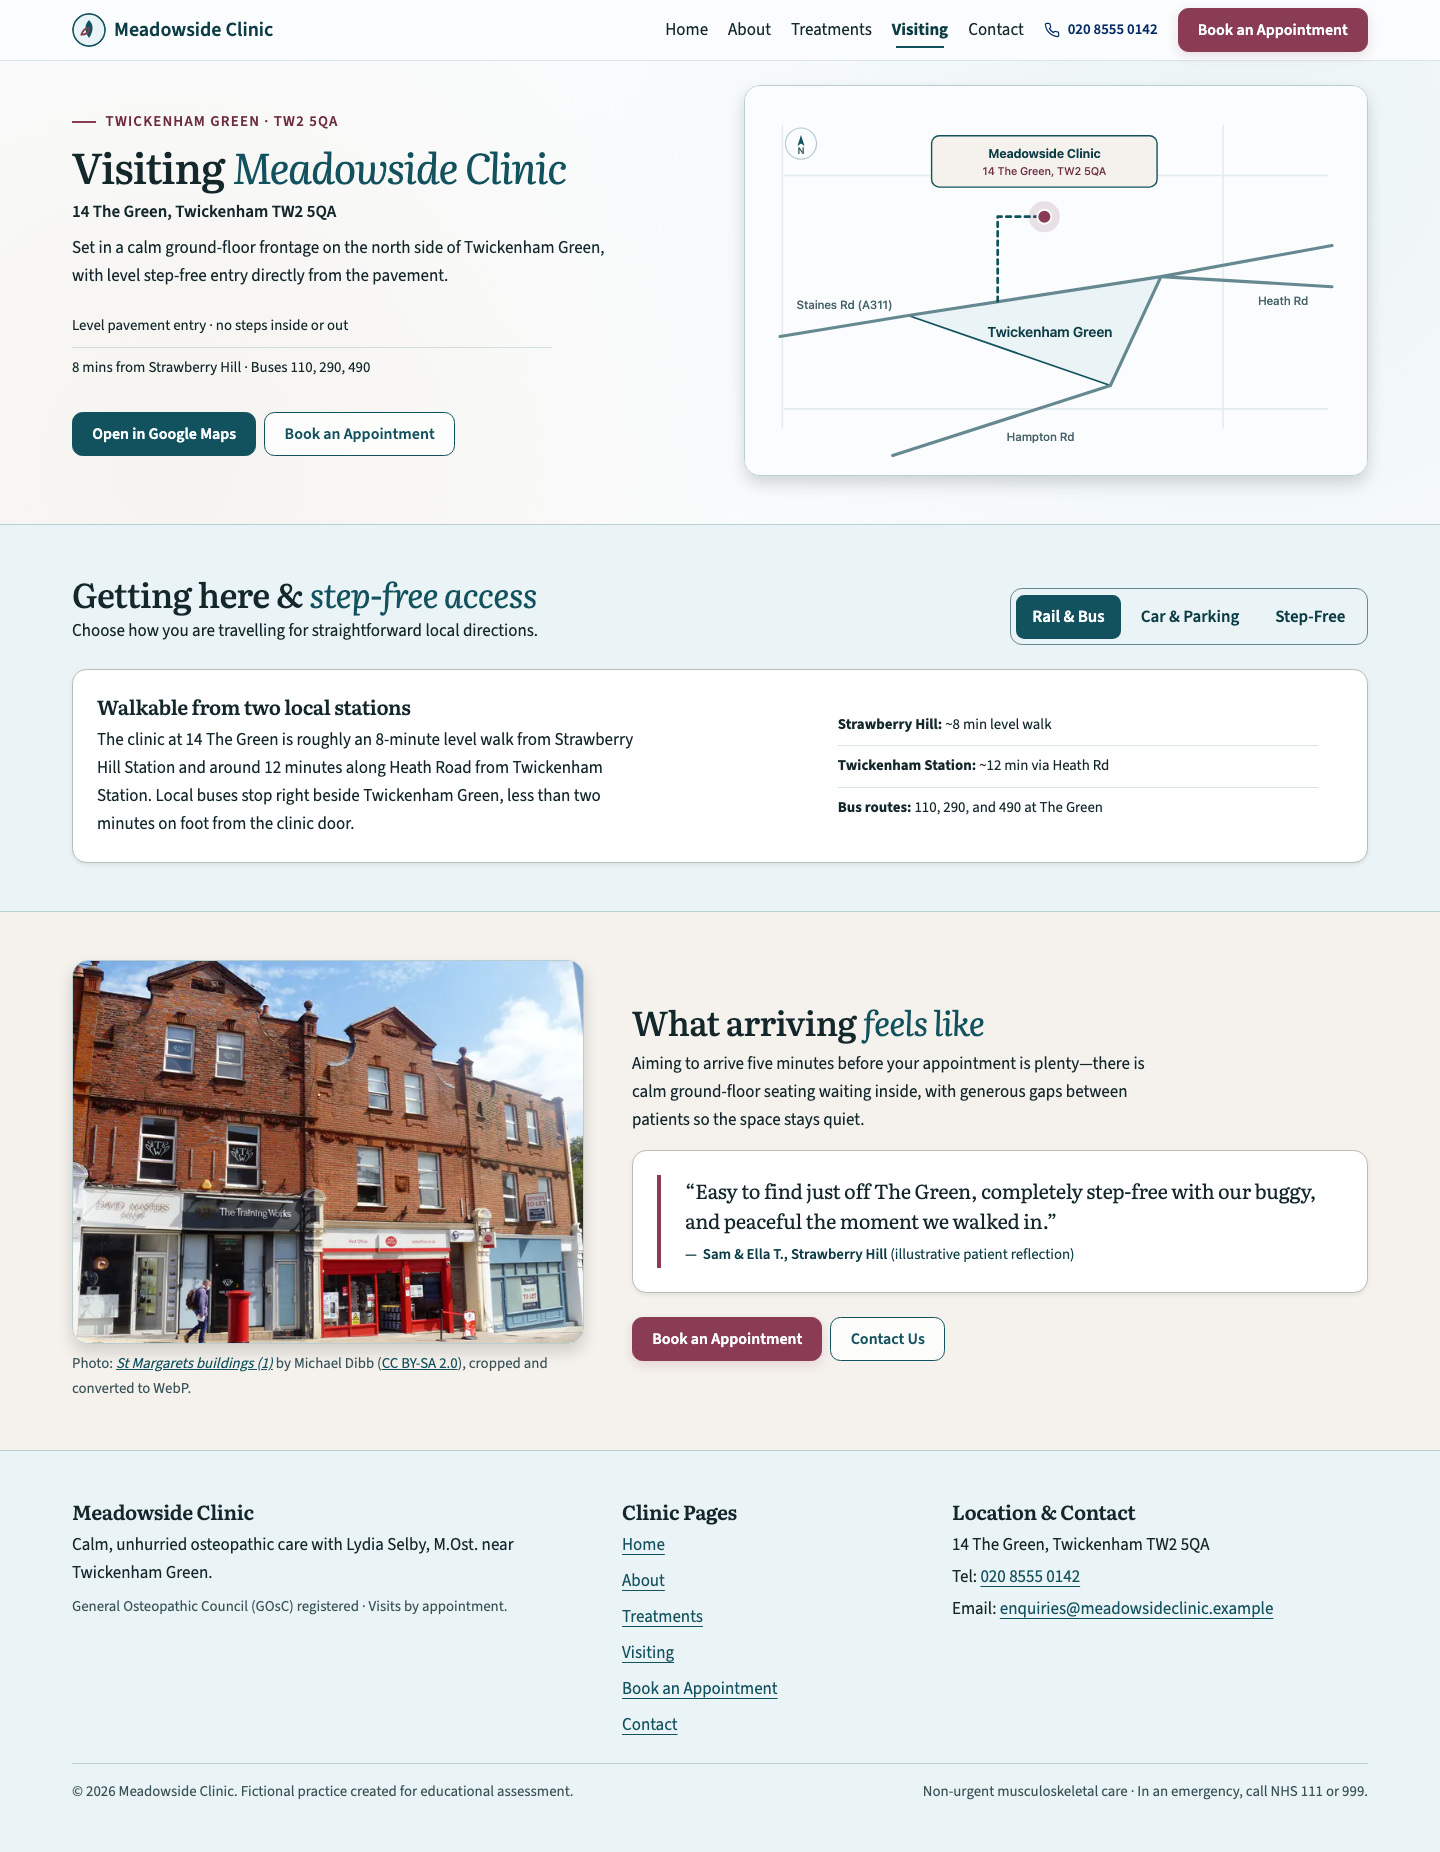 Meadowside Clinic
Home About Treatments Visiting Contact 020 8555 0142 Book an Appointment
TWICKENHAM GREEN · TW2 5QA
Visiting Meadowside Clinic
14 The Green, Twickenham TW2 5QA
Set in a calm ground-floor frontage on the north side of Twickenham Green,
with level step-free entry directly from the pavement.
Level pavement entry · no steps inside or out
8 mins from Strawberry Hill · Buses 110, 290, 490
Open in Google Maps Book an Appointment
N
Meadowside Clinic
14 The Green, TW2 5QA
Staines Rd (A311)
Heath Rd
Twickenham Green
Hampton Rd
Getting here & step-free access
Choose how you are travelling for straightforward local directions.
Rail & Bus Car & Parking Step-Free
Walkable from two local stations
The clinic at 14 The Green is roughly an 8-minute level walk from Strawberry
Hill Station and around 12 minutes along Heath Road from Twickenham
Station. Local buses stop right beside Twickenham Green, less than two
minutes on foot from the clinic door.
Strawberry Hill: ~8 min level walk
Twickenham Station: ~12 min via Heath Rd
Bus routes: 110, 290, and 490 at The Green
DAVID MASTERS
The Training Works
Post Office
TO LET
TO LET
What arriving feels like
Aiming to arrive five minutes before your appointment is plenty—there is
calm ground-floor seating waiting inside, with generous gaps between
patients so the space stays quiet.
“Easy to find just off The Green, completely step-free with our buggy,
and peaceful the moment we walked in.”
— Sam & Ella T., Strawberry Hill (illustrative patient reflection)
Book an Appointment Contact Us
Photo: St Margarets buildings (1) by Michael Dibb (CC BY-SA 2.0), cropped and
converted to WebP.
Meadowside Clinic
Calm, unhurried osteopathic care with Lydia Selby, M.Ost. near
Twickenham Green.
General Osteopathic Council (GOsC) registered · Visits by appointment.
Clinic Pages
Home
About
Treatments
Visiting
Book an Appointment
Contact
Location & Contact
14 The Green, Twickenham TW2 5QA
Tel: 020 8555 0142
Email: enquiries@meadowsideclinic.example
© 2026 Meadowside Clinic. Fictional practice created for educational assessment.
Non-urgent musculoskeletal care · In an emergency, call NHS 111 or 999.